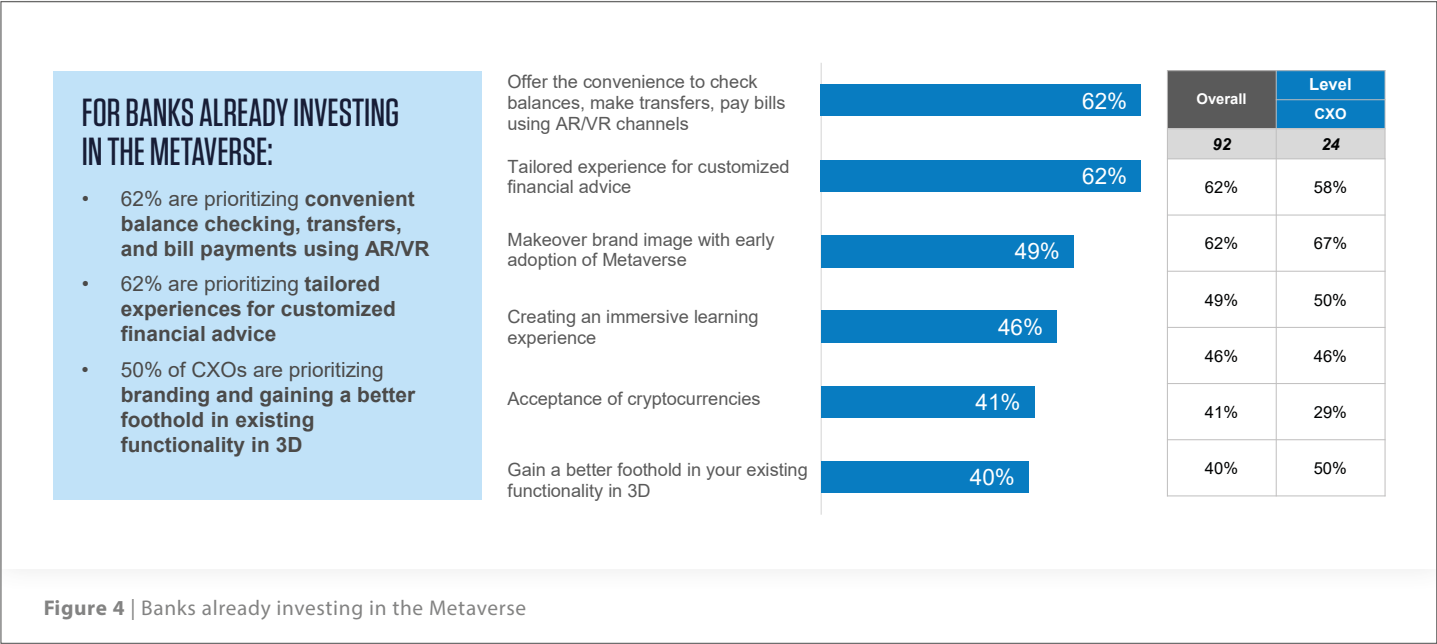 FOR BANKS ALREADY INVESTING
IN THE METAVERSE:
• 62% are prioritizing convenient
balance checking, transfers,
and bill payments using AR/VR
• 62% are prioritizing tailored
experiences for customized
financial advice
• 50% of CXOs are prioritizing
branding and gaining a better
foothold in existing
functionality in 3D
Offer the convenience to check
balances, make transfers, pay bills
using AR/VR channels
62%
Tailored experience for customized
financial advice
62%
Makeover brand image with early
adoption of Metaverse
49%
Creating an immersive learning
experience
46%
Acceptance of cryptocurrencies
41%
Gain a better foothold in your existing
functionality in 3D
40%
Overall
Level
CXO
92 24
62% 58%
62% 67%
49% 50%
46% 46%
41% 29%
40% 50%
Figure 4 | Banks already investing in the Metaverse